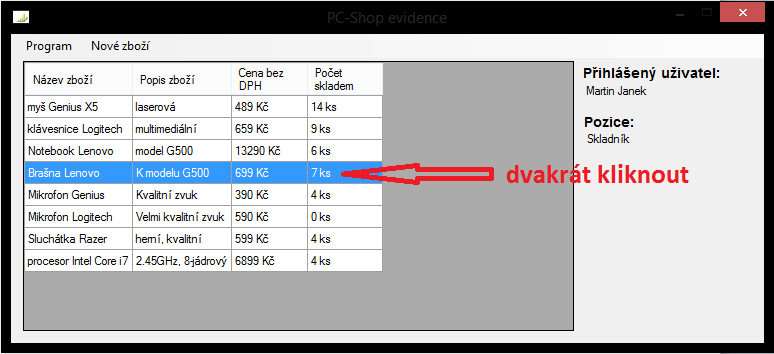 PC-Shop evidence
Program Nové zboží
Název zboží Popis zboží Cena bez DPH Počet skladem
myš Genius X5 laserová 489 Kč 14 ks
klávesnice Logitech multimediální 659 Kč 9 ks
Notebook Lenovo model G500 13290 Kč 6 ks
Brašna Lenovo K modelu G500 699 Kč 7 ks
Mikrofon Genius Kvalitní zvuk 390 Kč 4 ks
Mikrofon Logitech Velmi kvalitní zvuk 590 Kč 0 ks
Sluchátka Razer herní, kvalitní 599 Kč 4 ks
procesor Intel Core i7 2.45GHz, 8-jádrový 6899 Kč 4 ks
dvakrát kliknout
Přihlášený uživatel:
Martin Janek
Pozice:
Skladník